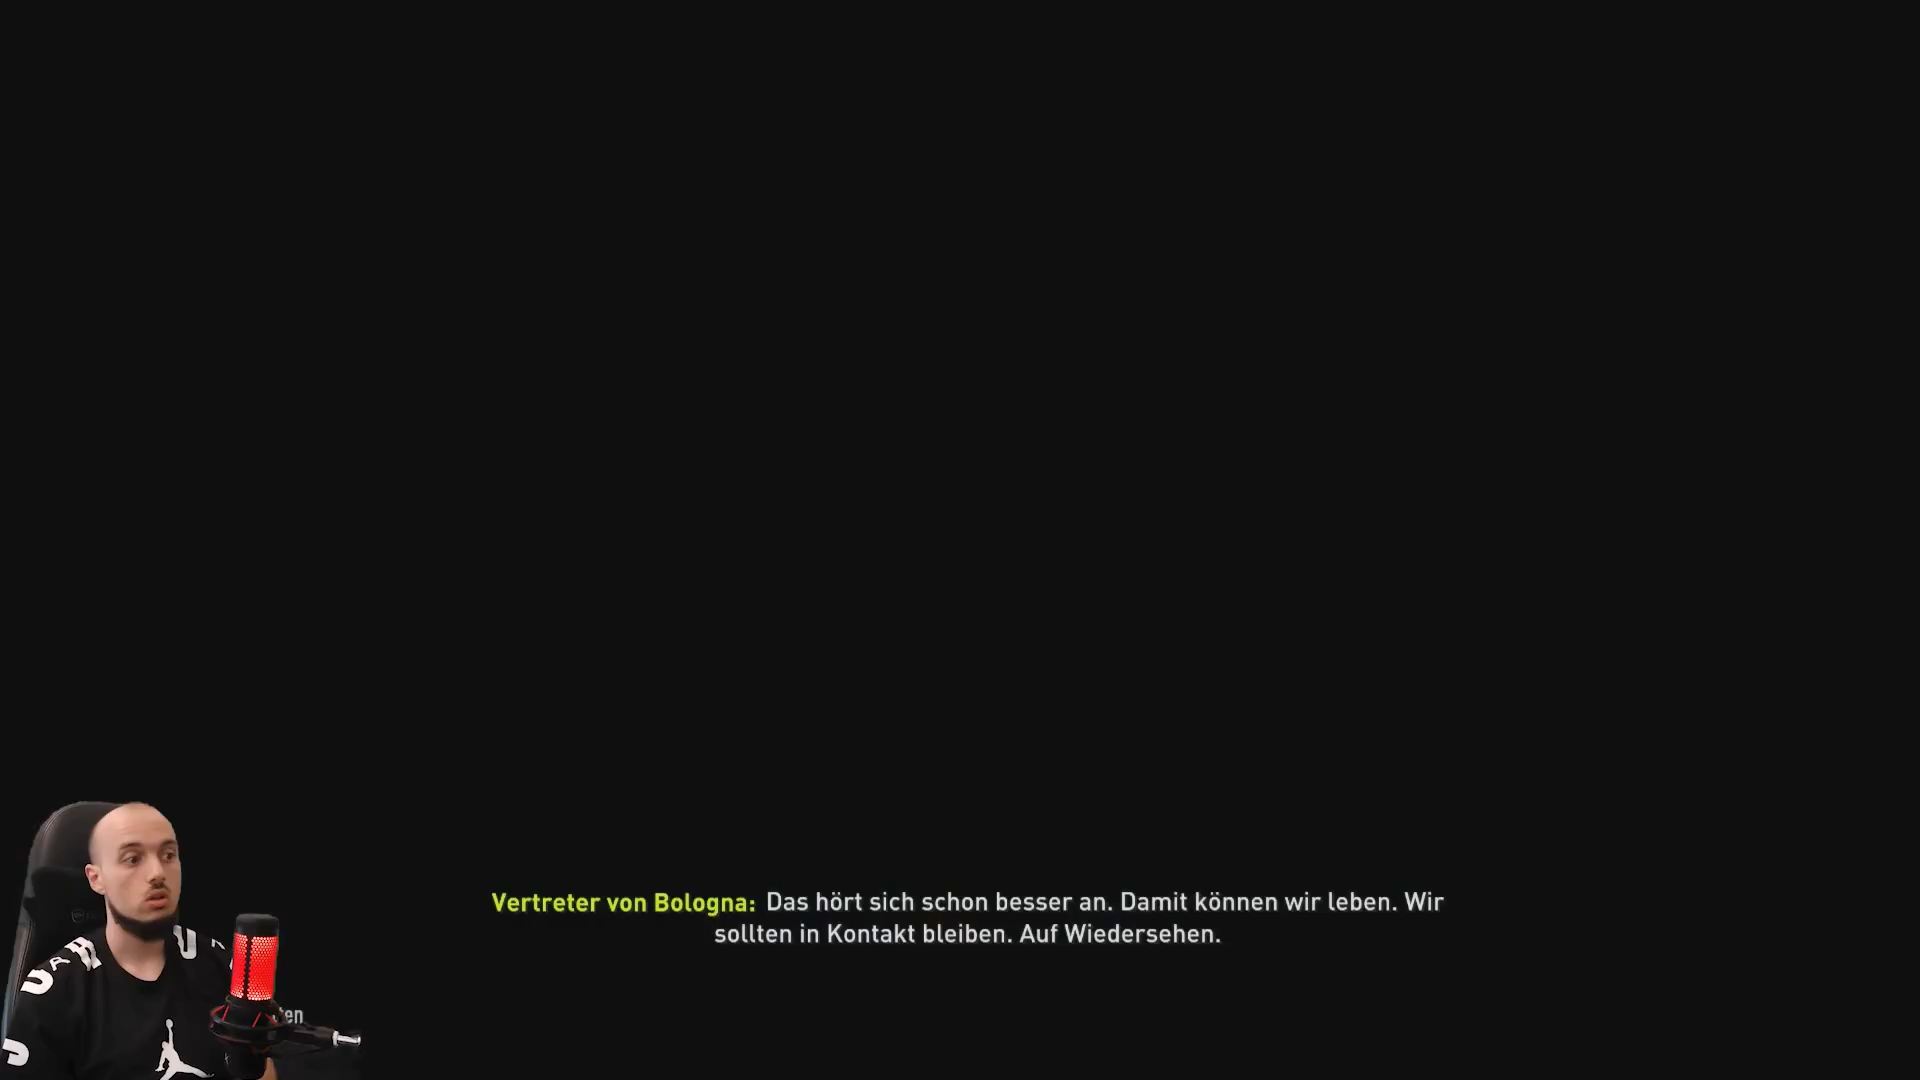 Vertreter von Bologna: Das hört sich schon besser an. Damit können wir leben. Wir
sollten in Kontakt bleiben. Auf Wiedersehen.